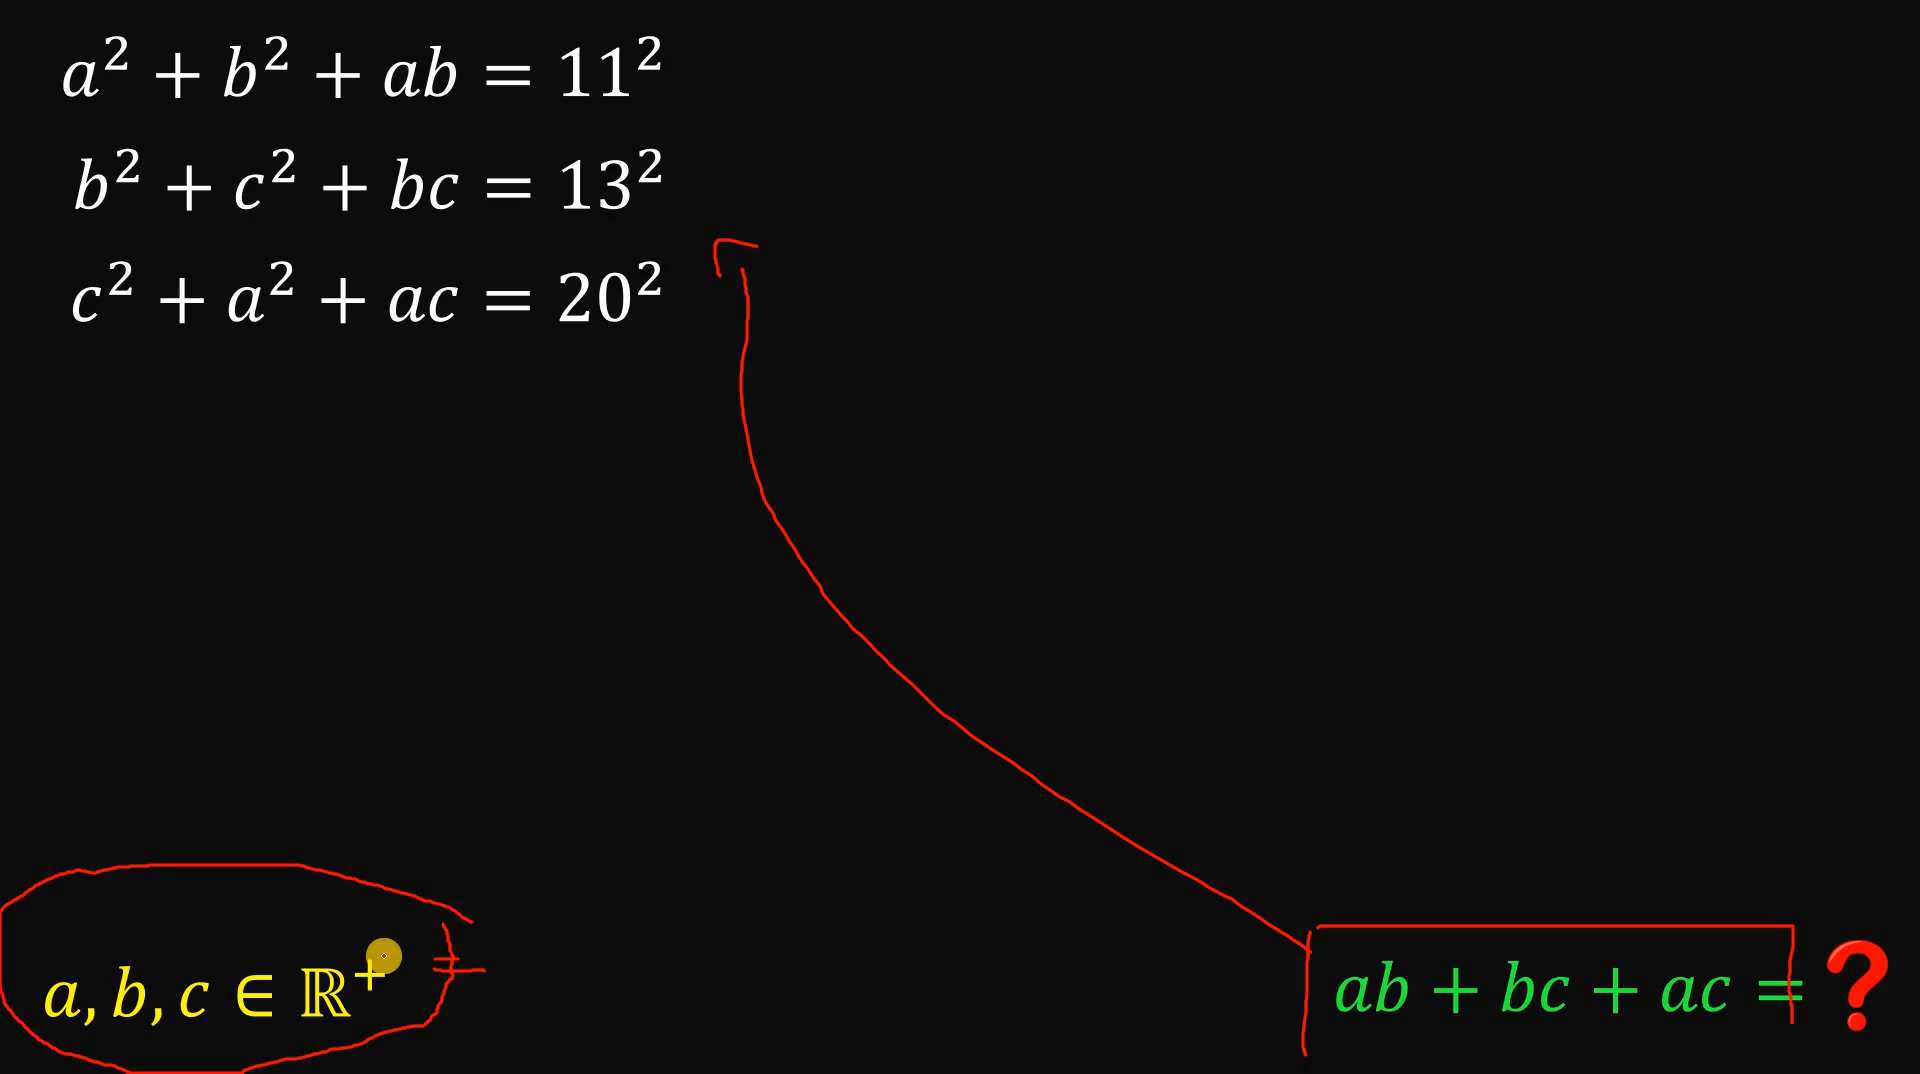 a² + b² + ab = 11²
b² + c² + bc = 13²
c² + a² + ac = 20²
a, b, c ∈ ℝ⁺
ab + bc + ac = ❓